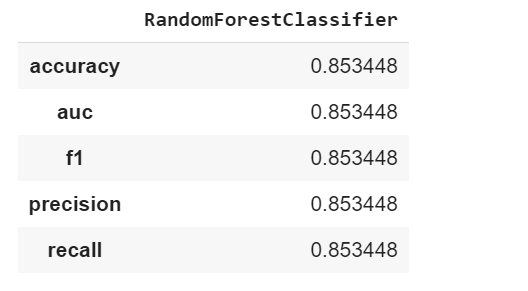 RandomForestClassifier
accuracy 0.853448
auc 0.853448
f1 0.853448
precision 0.853448
recall 0.853448